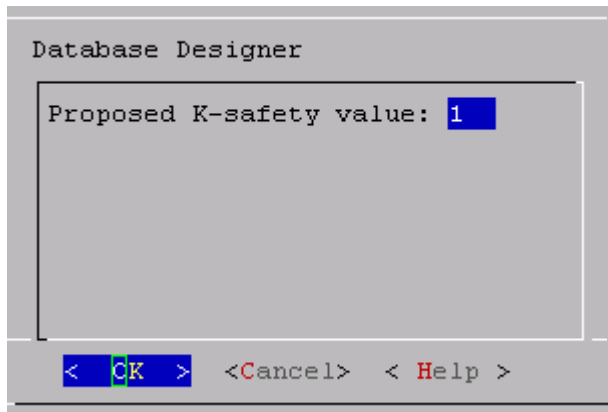 Database Designer
Proposed K-safety value: 1
< OK > <Cancel> < Help >